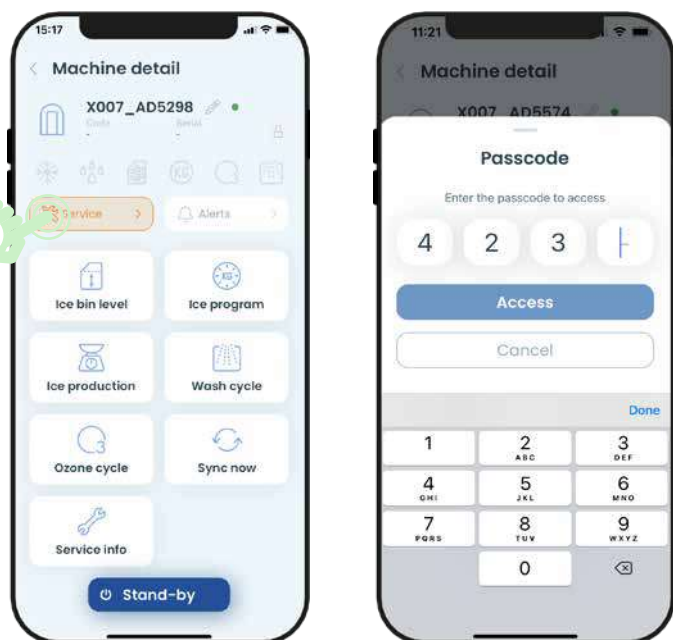 15:17
Machine detail
X007_AD5298
Code Serial
- -
KG
Service Alerts
KG
Ice bin level Ice program
Ice production Wash cycle
3
Ozone cycle Sync now
Service info
Stand-by
11:21
Machine detail
X007_AD5574
Passcode
Enter the passcode to access
4 2 3 -
Access
Cancel
Done
1 2 3
ABC DEF
4 5 6
GHI JKL MNO
7 8 9
PQRS TUV WXYZ
0